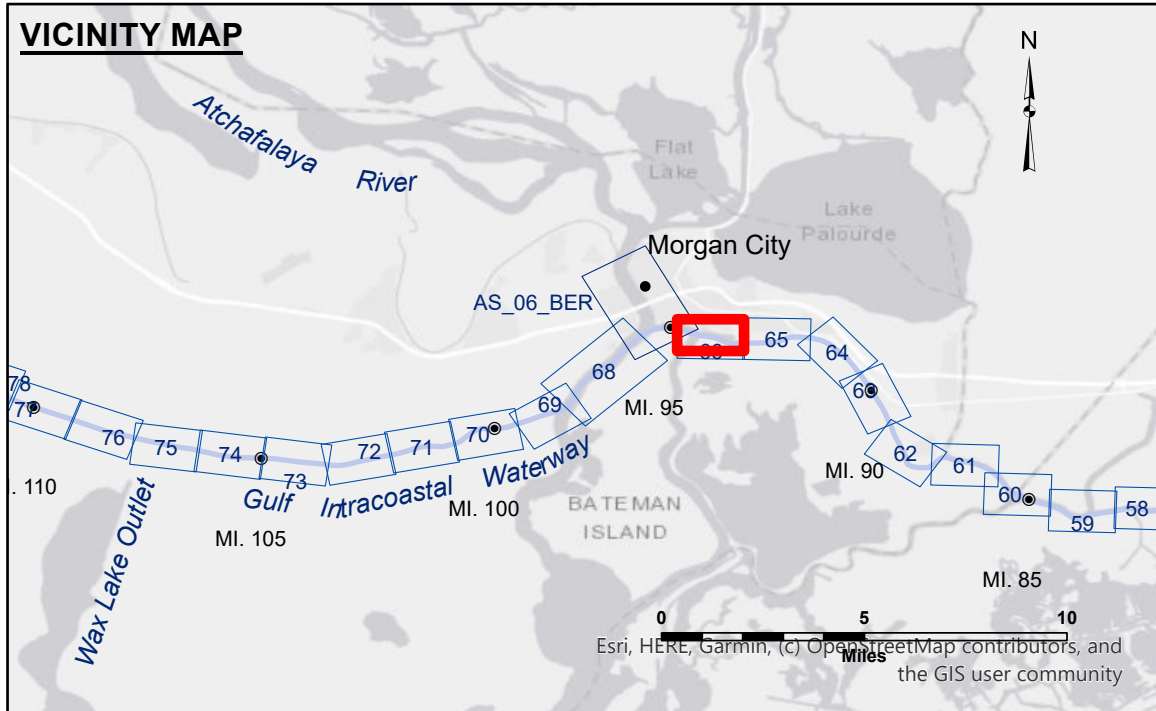 VICINITY MAP
N
Atchafalaya
River
Flat
Lake
Lake
Palourde
Morgan City
AS_06_BER
65
64
68
63
MI. 95
78
77
69
76
75
74
73
72
71
70
62
61
60
59
58
MI. 90
. 110
Gulf
Intracoastal
Waterway
MI. 105
MI. 100
BATEMAN
ISLAND
MI. 85
Wax Lake Outlet
0
5
10
Miles
Esri, HERE, Garmin, (c) OpenStreetMap contributors, and
the GIS user community